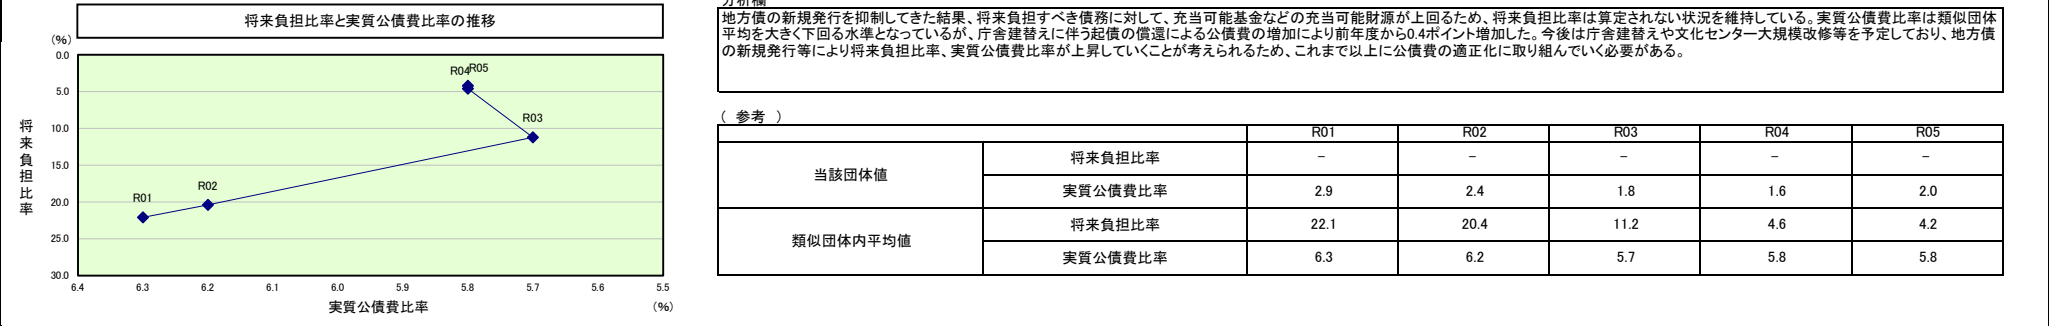 将来負担比率と実質公債費比率の推移
(%)
0.0
5.0
10.0
15.0
20.0
25.0
30.0
将来負担比率
R01
R02
R03
R04
R05
6.4 6.3 6.2 6.1 6.0 5.9 5.8 5.7 5.6 5.5
実質公債費比率
(%)
分析欄
地方債の新規発行を抑制してきた結果、将来負担すべき債務に対して、充当可能基金などの充当可能財源が上回るため、将来負担比率は算定されない状況を維持している。実質公債費比率は類似団体
平均を大きく下回る水準となっているが、庁舎建替えに伴う起債の償還による公債費の増加により前年度から0.4ポイント増加した。今後は庁舎建替えや文化センター大規模改修等を予定しており、地方債
の新規発行等により将来負担比率、実質公債費比率が上昇していくことが考えられるため、これまで以上に公債費の適正化に取り組んでいく必要がある。
( 参考 )
R01 R02 R03 R04 R05
当該団体値
将来負担比率 － － － － －
実質公債費比率 2.9 2.4 1.8 1.6 2.0
類似団体内平均値
将来負担比率 22.1 20.4 11.2 4.6 4.2
実質公債費比率 6.3 6.2 5.7 5.8 5.8